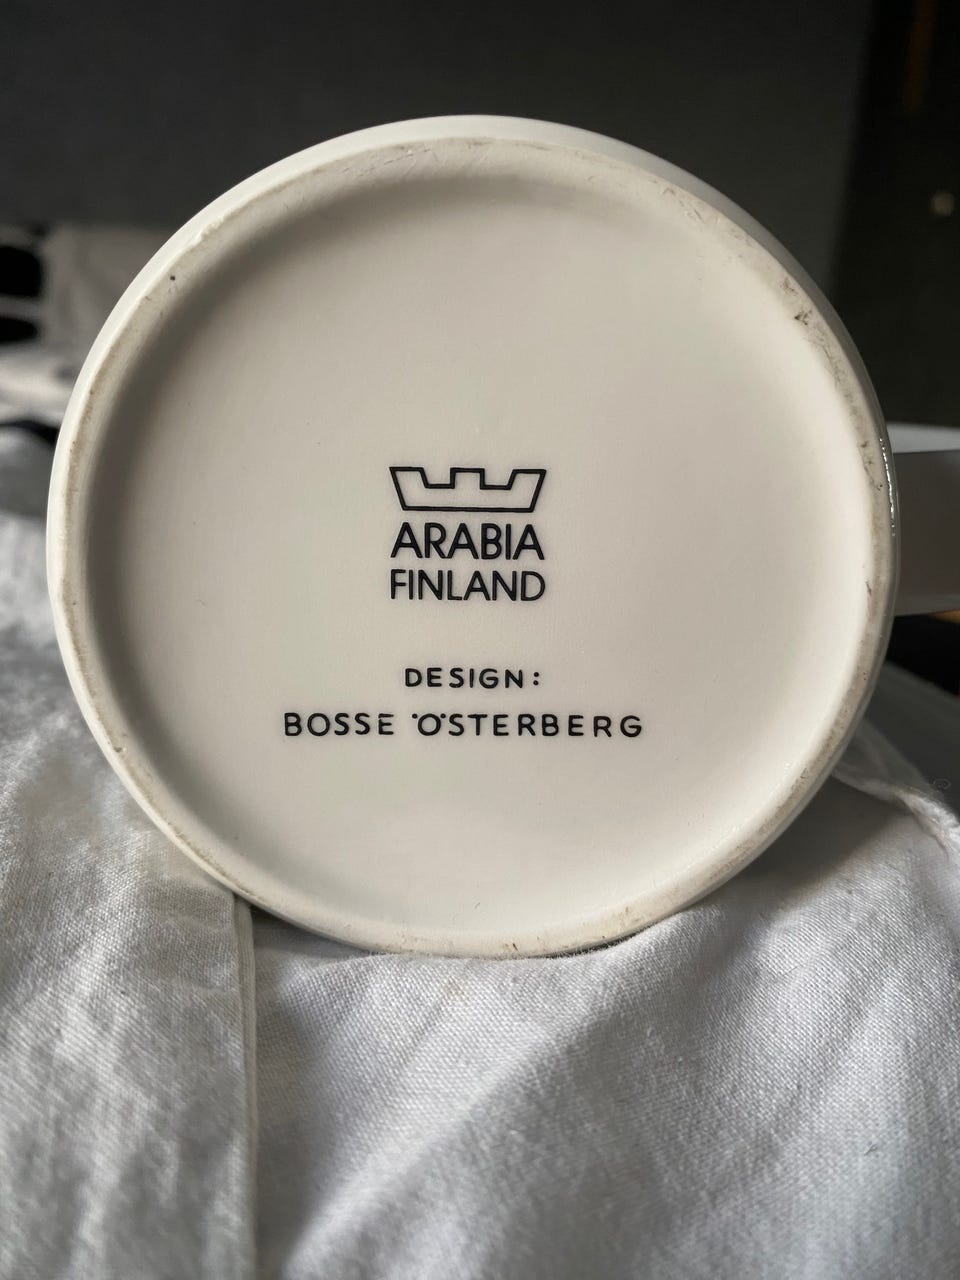 ARABIA
FINLAND
DESIGN:
BOSSE ÖSTERBERG